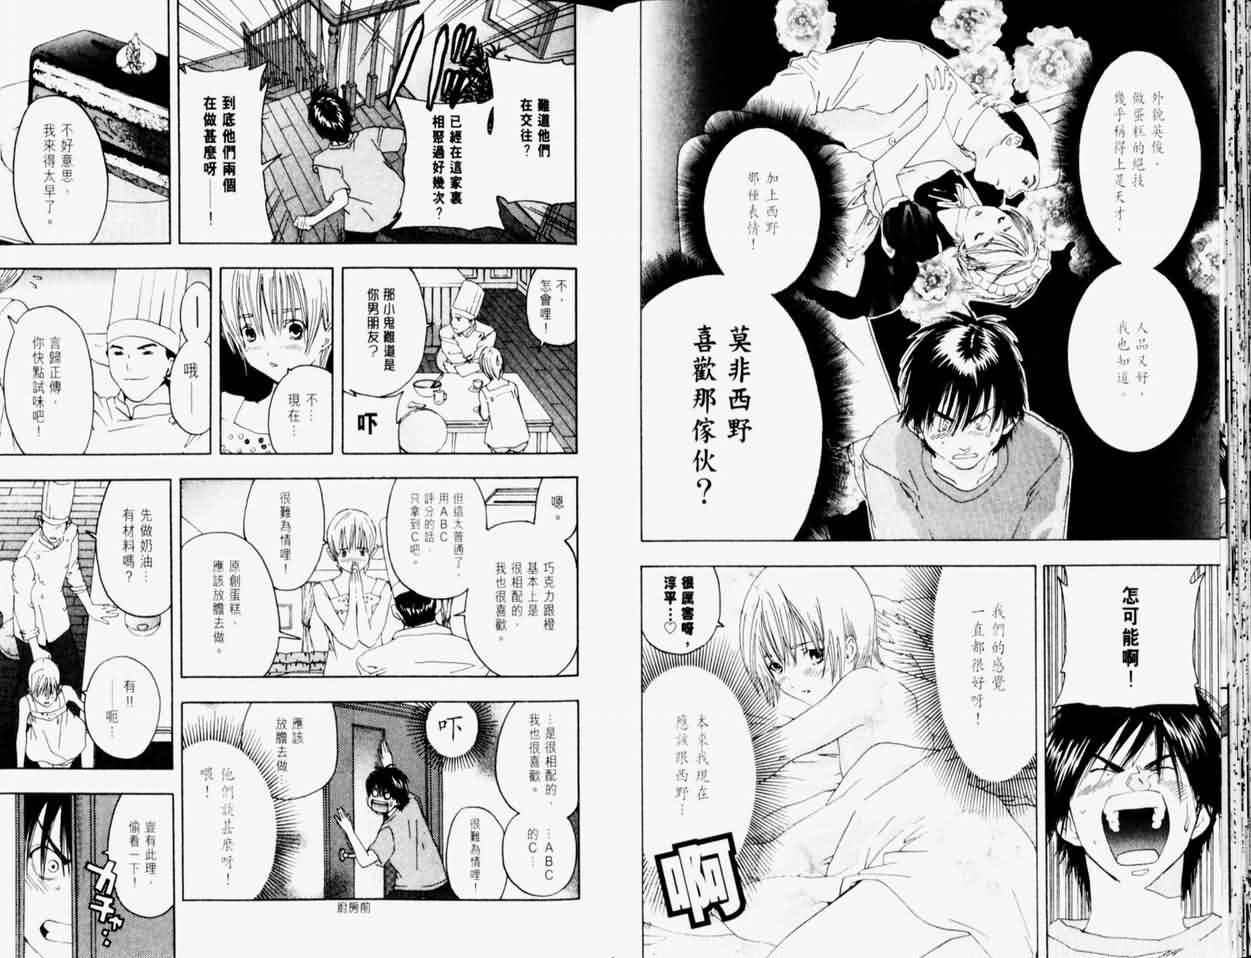 外貌英俊，
做蛋糕的絕技
幾乎稱得上是天才，
人品又好，
我也知道。
加上西野
那種表情！
莫非西野
喜歡那傢伙？
怎可能啊！
我們的感覺
一直都很好呀！
很厲害呀，
淳平…♡
本來我現在
應該跟西野…
啊
難道他們
在交往？
已經在這家裏
相聚過好幾次？
到底他們兩個
在做甚麼呀——！
不好意思，
我來得太早了。
不，
怎會哩！
那小鬼難道是
你男朋友？
吓
不…
現在…
哦——
言歸正傳，
你快點試味吧！
嗯。
巧克力跟橙
基本上是
很相配的，
我也很喜歡。
但這太普通了，
用ABC
評分的話，
只拿到C吧。
很難為情哩！
原創蛋糕，
應該放膽去做。
先做奶油…
有材料嗎？
有!!
——呃…
…是很相配的，
我也很喜歡。
…ABC
的C…
吓
很難為情哩！
應該
放膽去做…
他們談甚麼呀！
喂！
廚房前
豈有此理，
偷看一下！
カチャ…